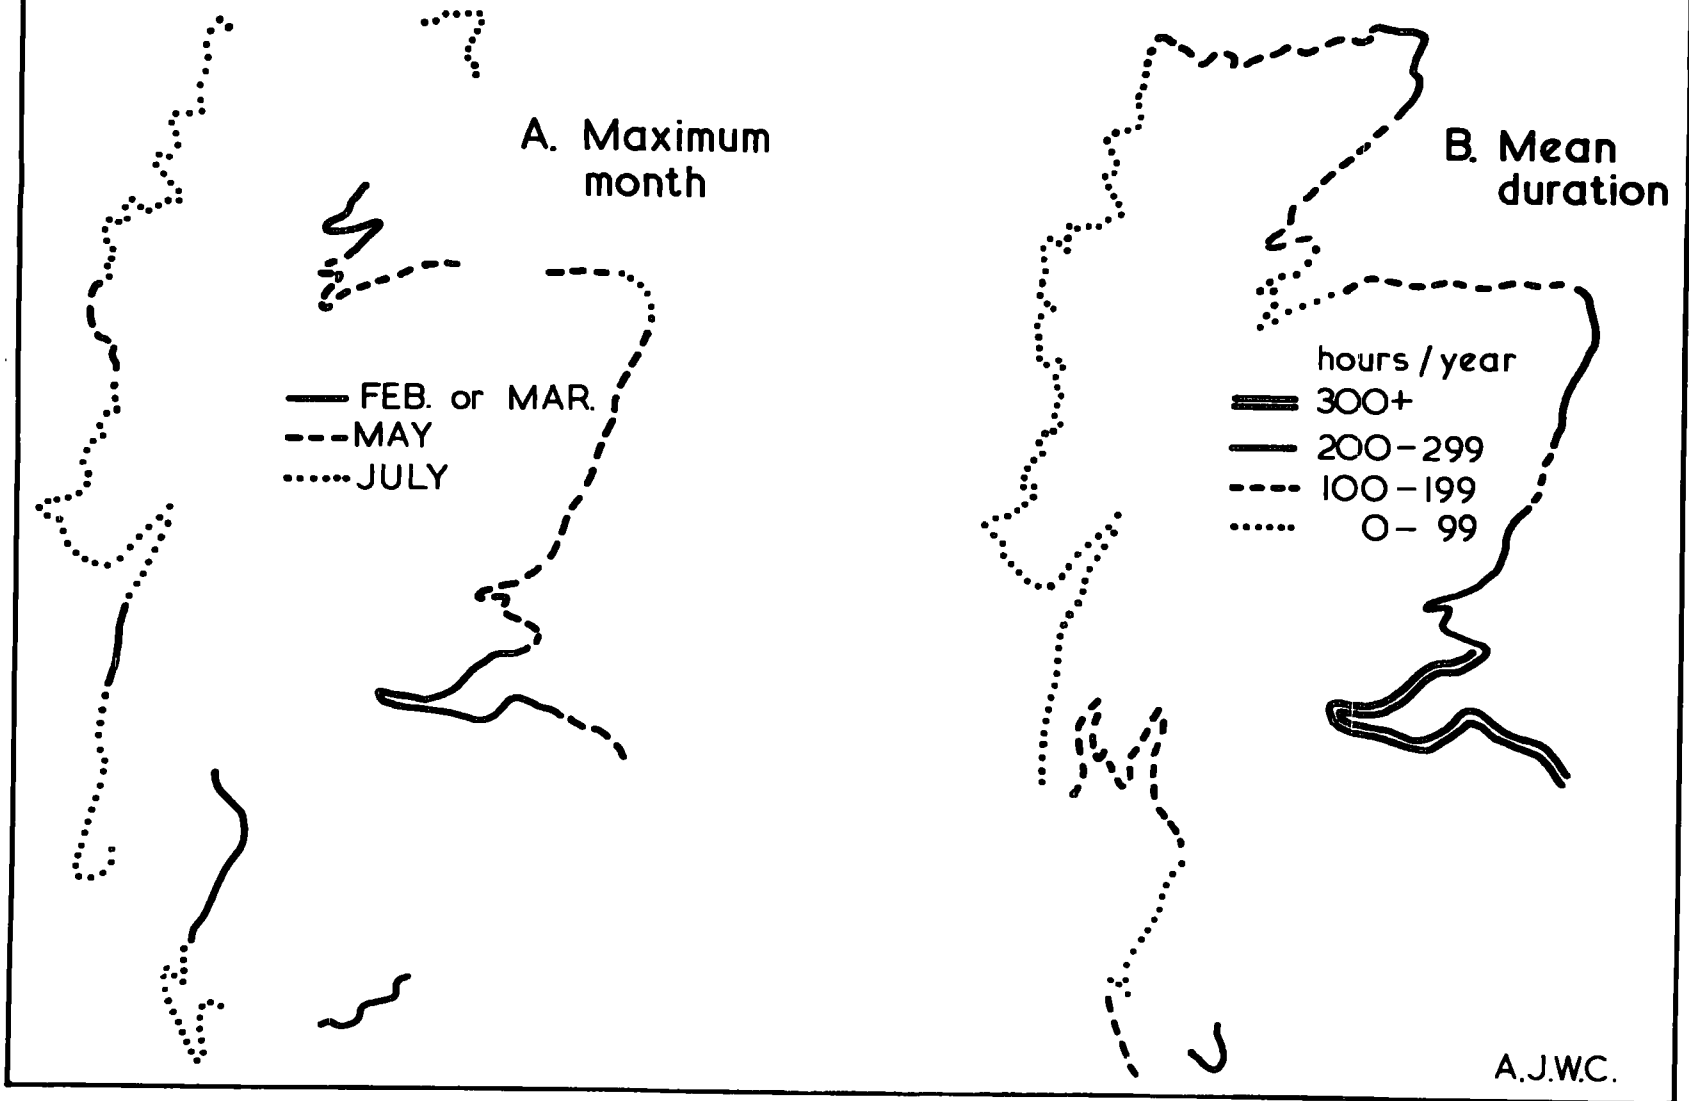 A. Maximum
month
FEB. or MAR.
MAY
JULY
B. Mean
duration
hours / year
300+
200-299
100-199
0- 99
A.J.W.C.